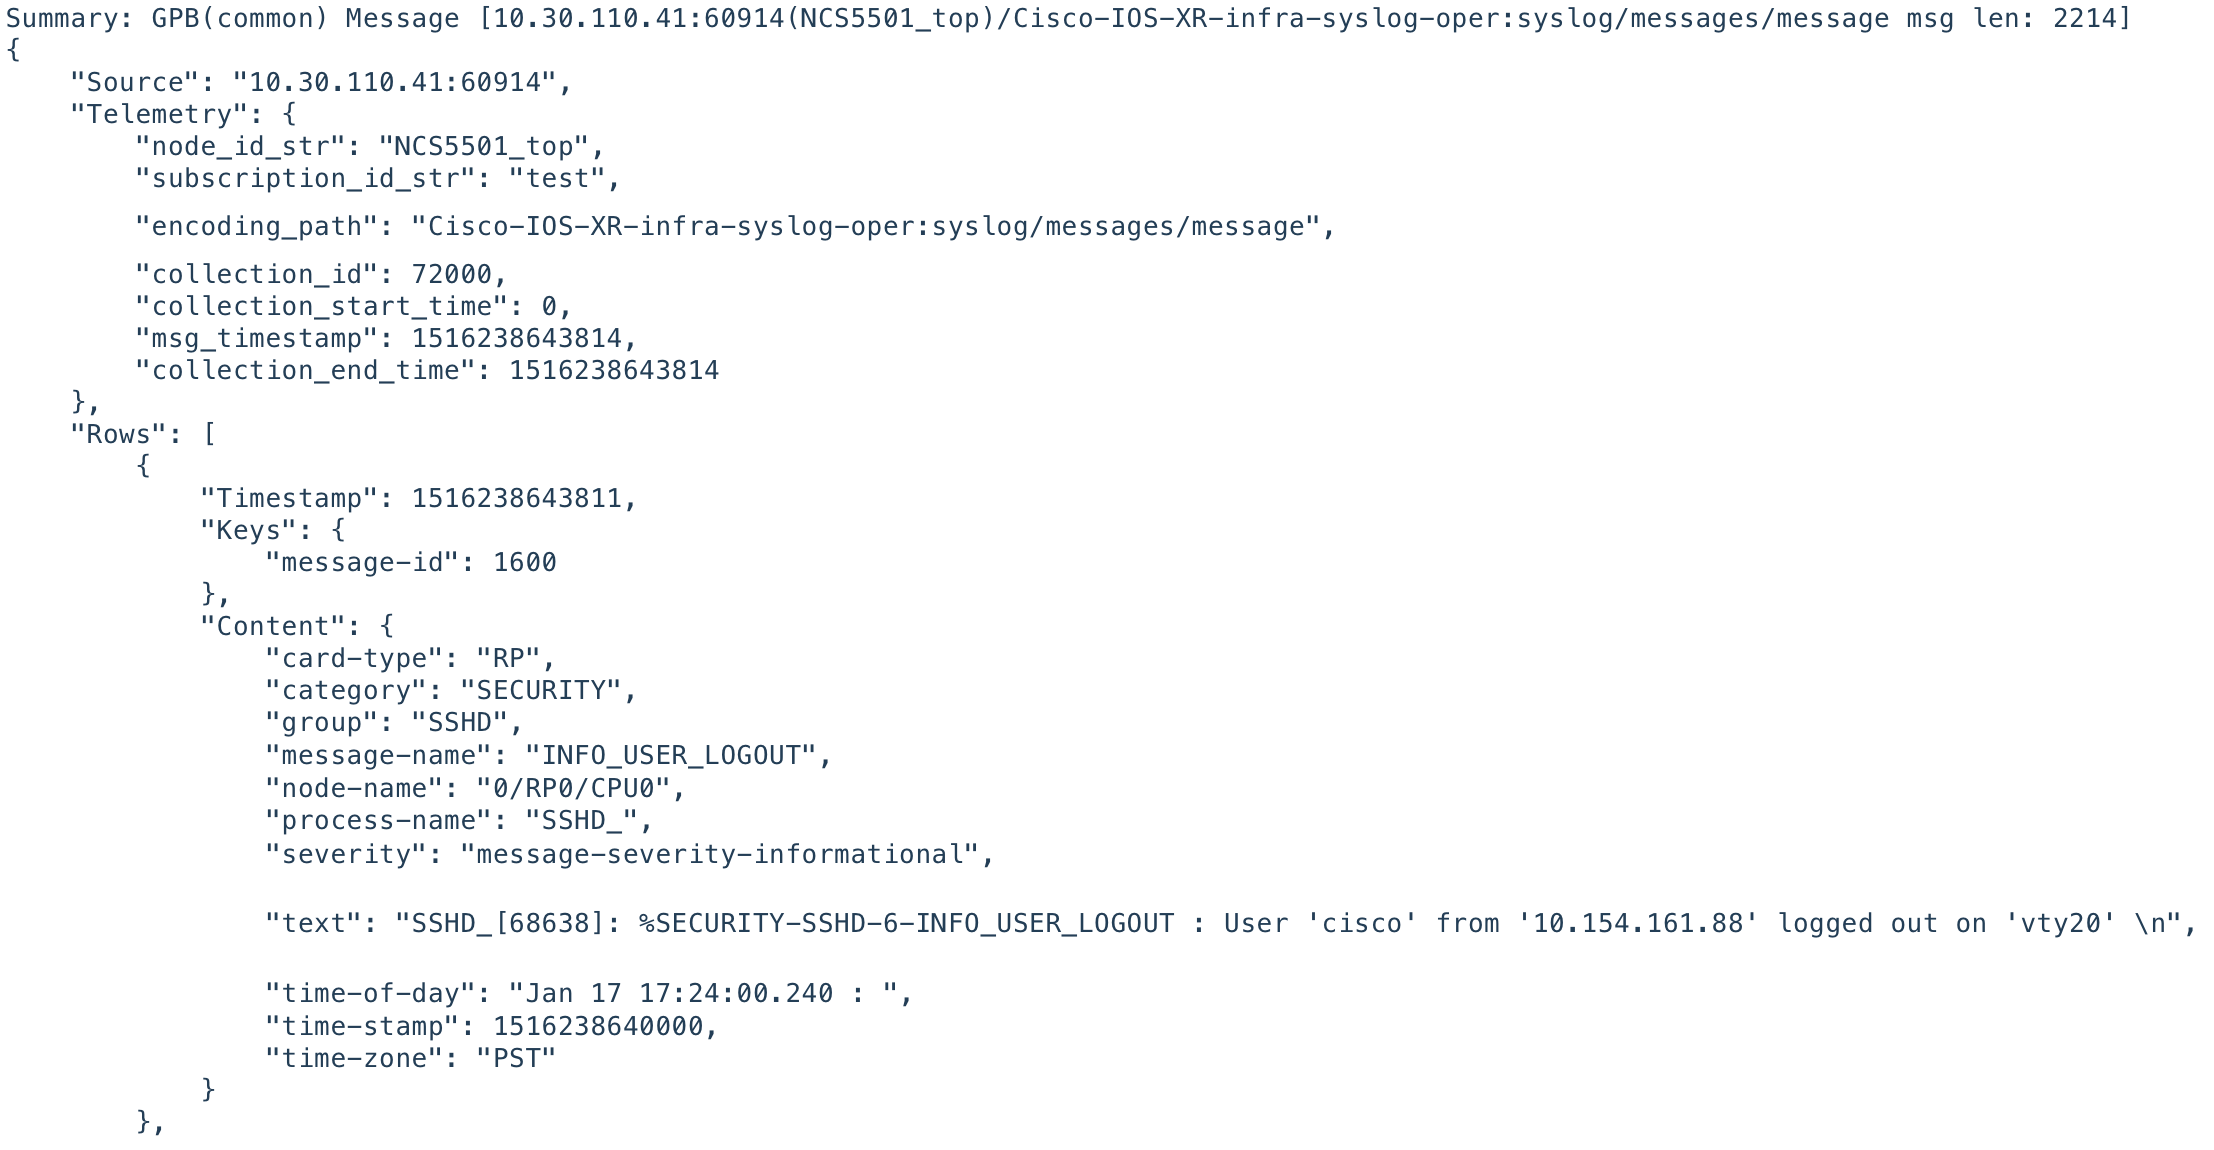 Summary: GPB(common) Message [10.30.110.41:60914(NCS5501_top)/Cisco-IOS-XR-infra-syslog-oper:syslog/messages/message msg len: 2214]
{
    "Source": "10.30.110.41:60914",
    "Telemetry": {
        "node_id_str": "NCS5501_top",
        "subscription_id_str": "test",
        "encoding_path": "Cisco-IOS-XR-infra-syslog-oper:syslog/messages/message",
        "collection_id": 72000,
        "collection_start_time": 0,
        "msg_timestamp": 1516238643814,
        "collection_end_time": 1516238643814
    },
    "Rows": [
        {
            "Timestamp": 1516238643811,
            "Keys": {
                "message-id": 1600
            },
            "Content": {
                "card-type": "RP",
                "category": "SECURITY",
                "group": "SSHD",
                "message-name": "INFO_USER_LOGOUT",
                "node-name": "0/RP0/CPU0",
                "process-name": "SSHD_",
                "severity": "message-severity-informational",
                "text": "SSHD_[68638]: %SECURITY-SSHD-6-INFO_USER_LOGOUT : User 'cisco' from '10.154.161.88' logged out on 'vty20' \n",
                "time-of-day": "Jan 17 17:24:00.240 : ",
                "time-stamp": 1516238640000,
                "time-zone": "PST"
            }
        },